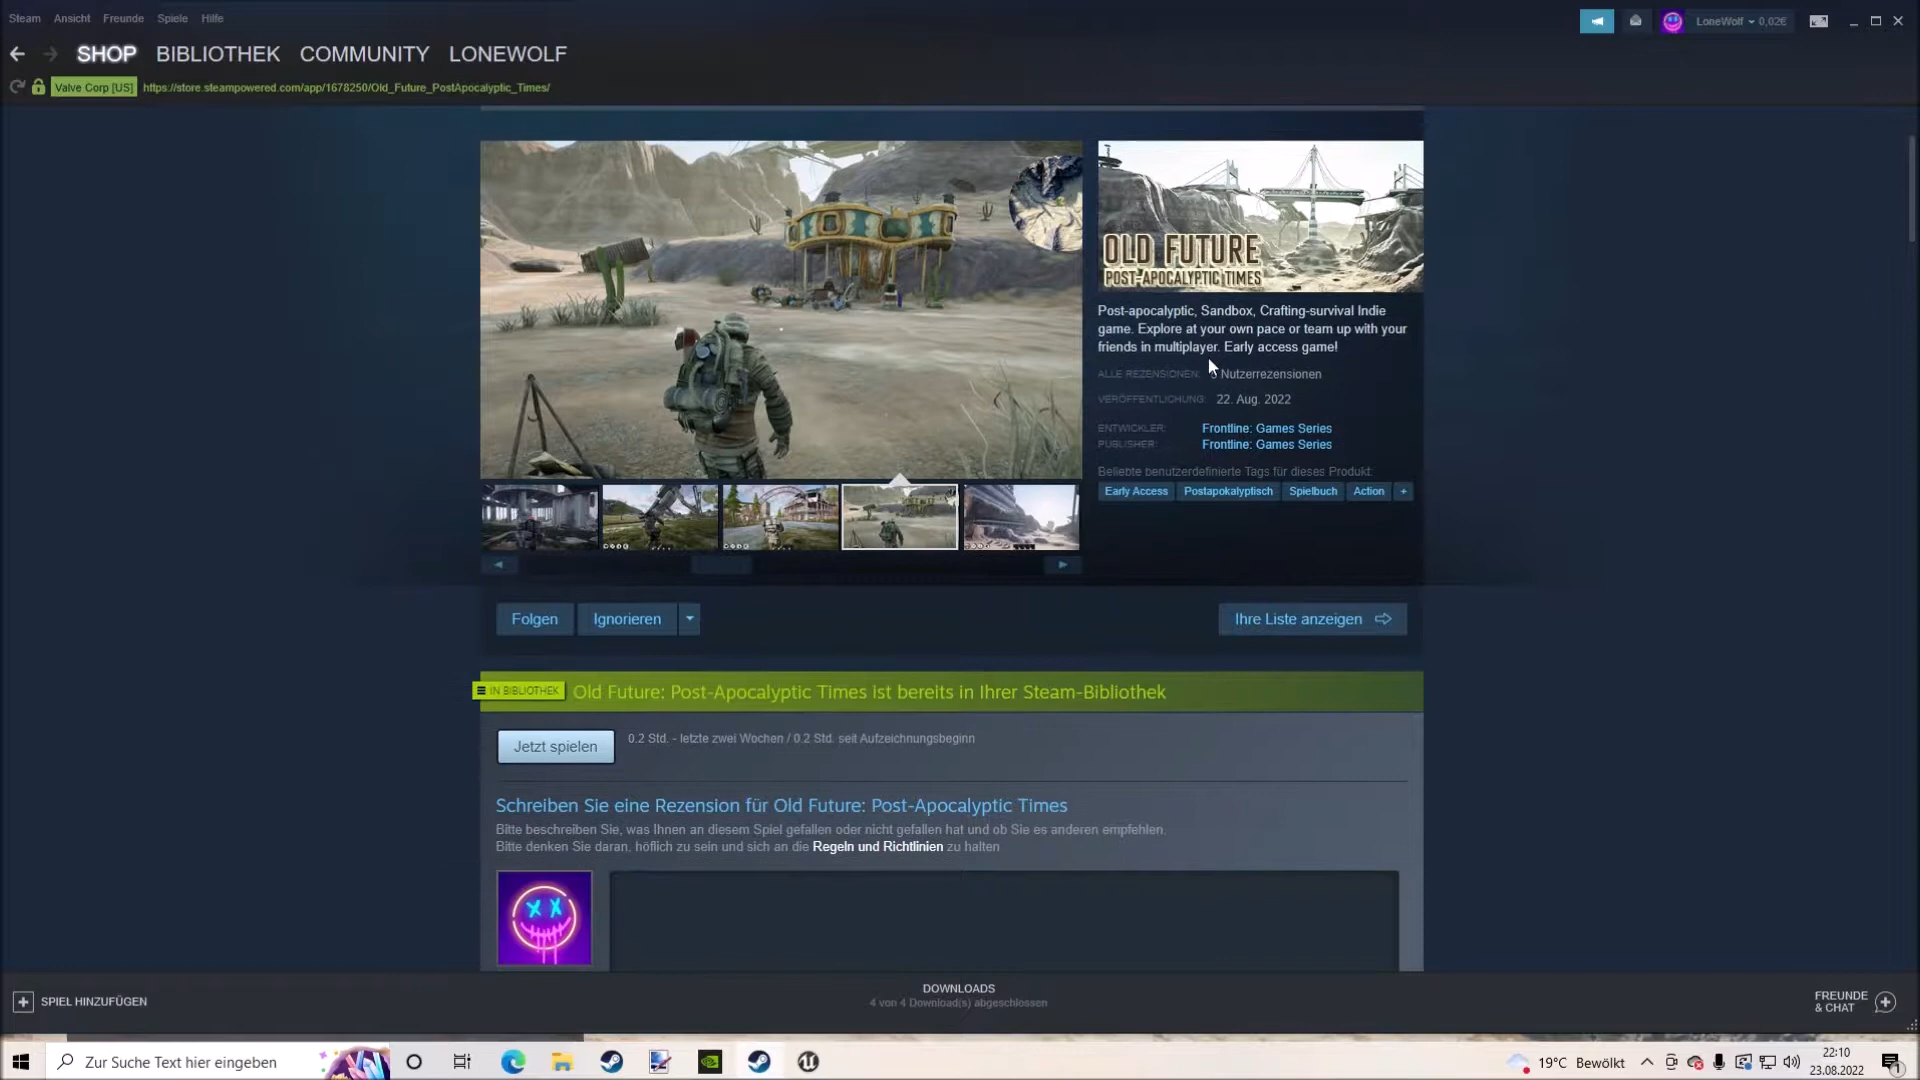 Steam Ansicht Freunde Spiele Hilfe
LoneWolf 0,02€
SHOP BIBLIOTHEK COMMUNITY LONEWOLF
Valve Corp [US] https://store.steampowered.com/app/1678250/Old_Future_PostApocalyptic_Times/
OLD FUTURE
POST-APOCALYPTIC TIMES
Post-apocalyptic, Sandbox, Crafting-survival Indie
game. Explore at your own pace or team up with your
friends in multiplayer. Early access game!
ALLE REZENSIONEN: Nutzerrezensionen
VERÖFFENTLICHUNG: 22. Aug. 2022
ENTWICKLER: Frontline: Games Series
PUBLISHER: Frontline: Games Series
Beliebte benutzerdefinierte Tags für dieses Produkt:
Early Access Postapokalyptisch Spielbuch Action +
Folgen Ignorieren Ihre Liste anzeigen
IN BIBLIOTHEK Old Future: Post-Apocalyptic Times ist bereits in Ihrer Steam-Bibliothek
Jetzt spielen 0.2 Std. - letzte zwei Wochen / 0.2 Std. seit Aufzeichnungsbeginn
Schreiben Sie eine Rezension für Old Future: Post-Apocalyptic Times
Bitte beschreiben Sie, was Ihnen an diesem Spiel gefallen oder nicht gefallen hat und ob Sie es anderen empfehlen.
Bitte denken Sie daran, höflich zu sein und sich an die Regeln und Richtlinien zu halten
SPIEL HINZUFÜGEN
DOWNLOADS
4 von 4 Download(s) abgeschlossen
FREUNDE
& CHAT
Zur Suche Text hier eingeben
19°C Bewölkt
22:10
23.08.2022
1